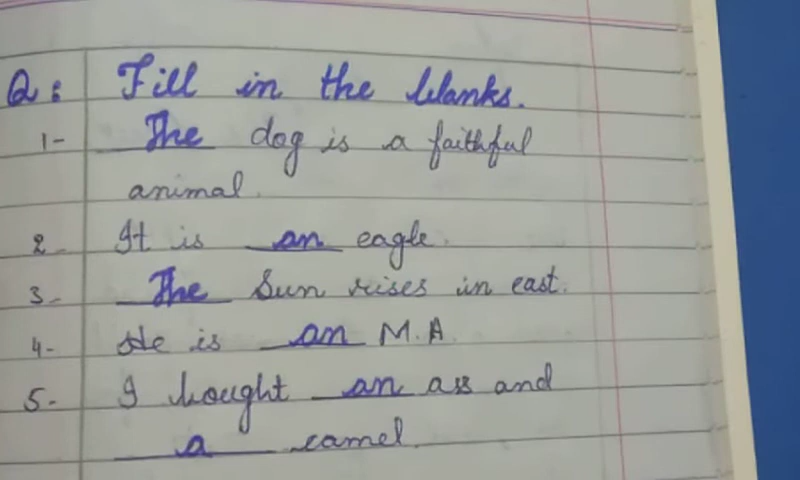 Q: Fill in the blanks.
1- The dog is a faithful
animal.
2- It is an eagle.
3- The Sun rises in east.
4- He is an M.A.
5- I bought an ass and
a camel.